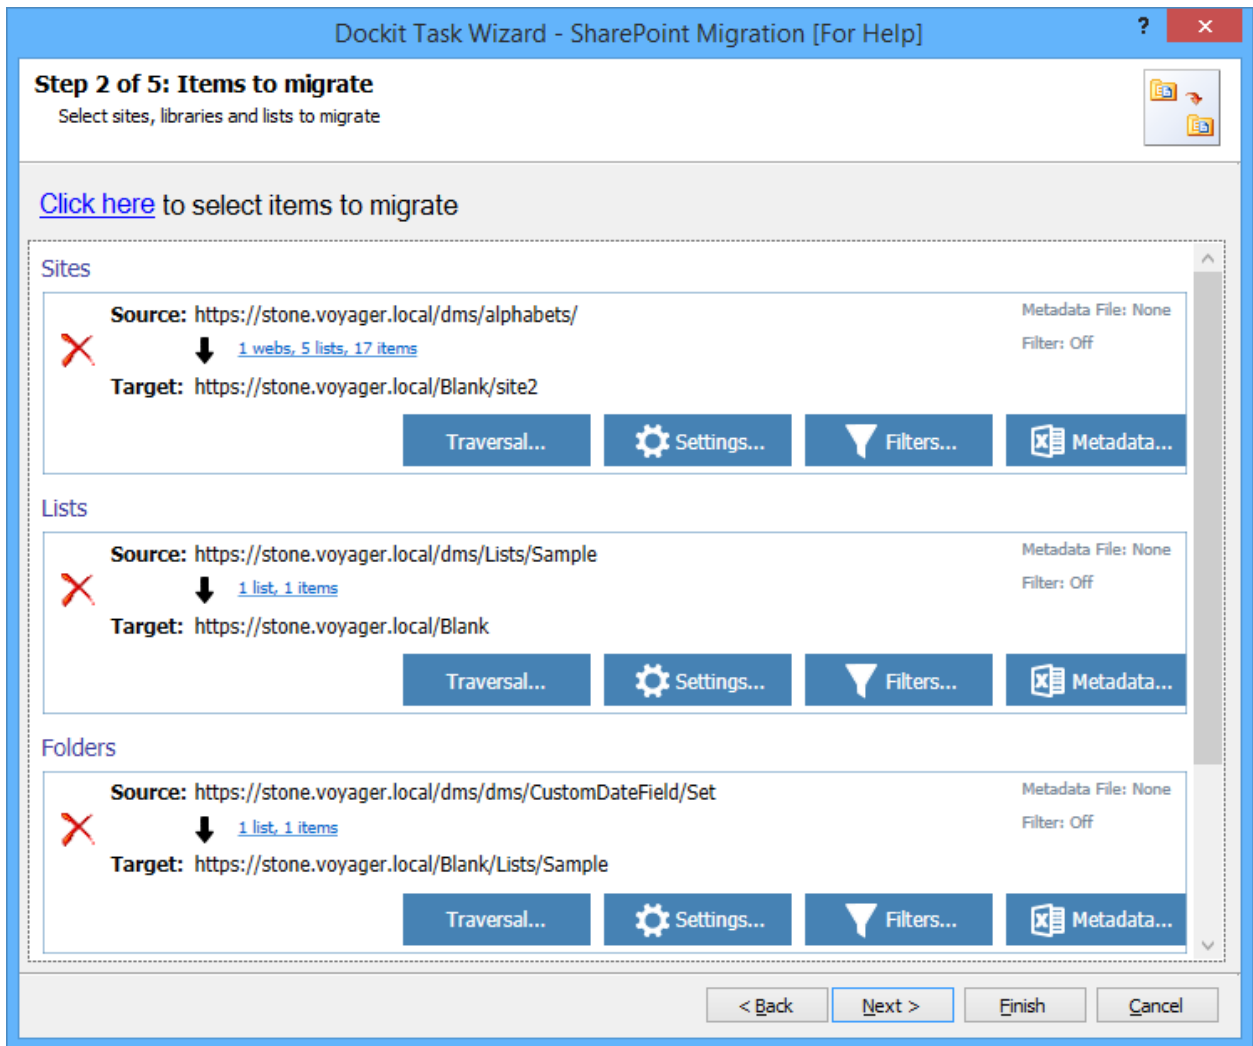 Dockit Task Wizard - SharePoint Migration [For Help]
?
Step 2 of 5: Items to migrate
Select sites, libraries and lists to migrate
Click here to select items to migrate
Sites
Source: https://stone.voyager.local/dms/alphabets/
Metadata File: None
1 webs, 5 lists, 17 items
Filter: Off
Target: https://stone.voyager.local/Blank/site2
Traversal... Settings... Filters... Metadata...
Lists
Source: https://stone.voyager.local/dms/Lists/Sample
Metadata File: None
1 list, 1 items
Filter: Off
Target: https://stone.voyager.local/Blank
Traversal... Settings... Filters... Metadata...
Folders
Source: https://stone.voyager.local/dms/dms/CustomDateField/Set
Metadata File: None
1 list, 1 items
Filter: Off
Target: https://stone.voyager.local/Blank/Lists/Sample
Traversal... Settings... Filters... Metadata...
< Back Next > Finish Cancel